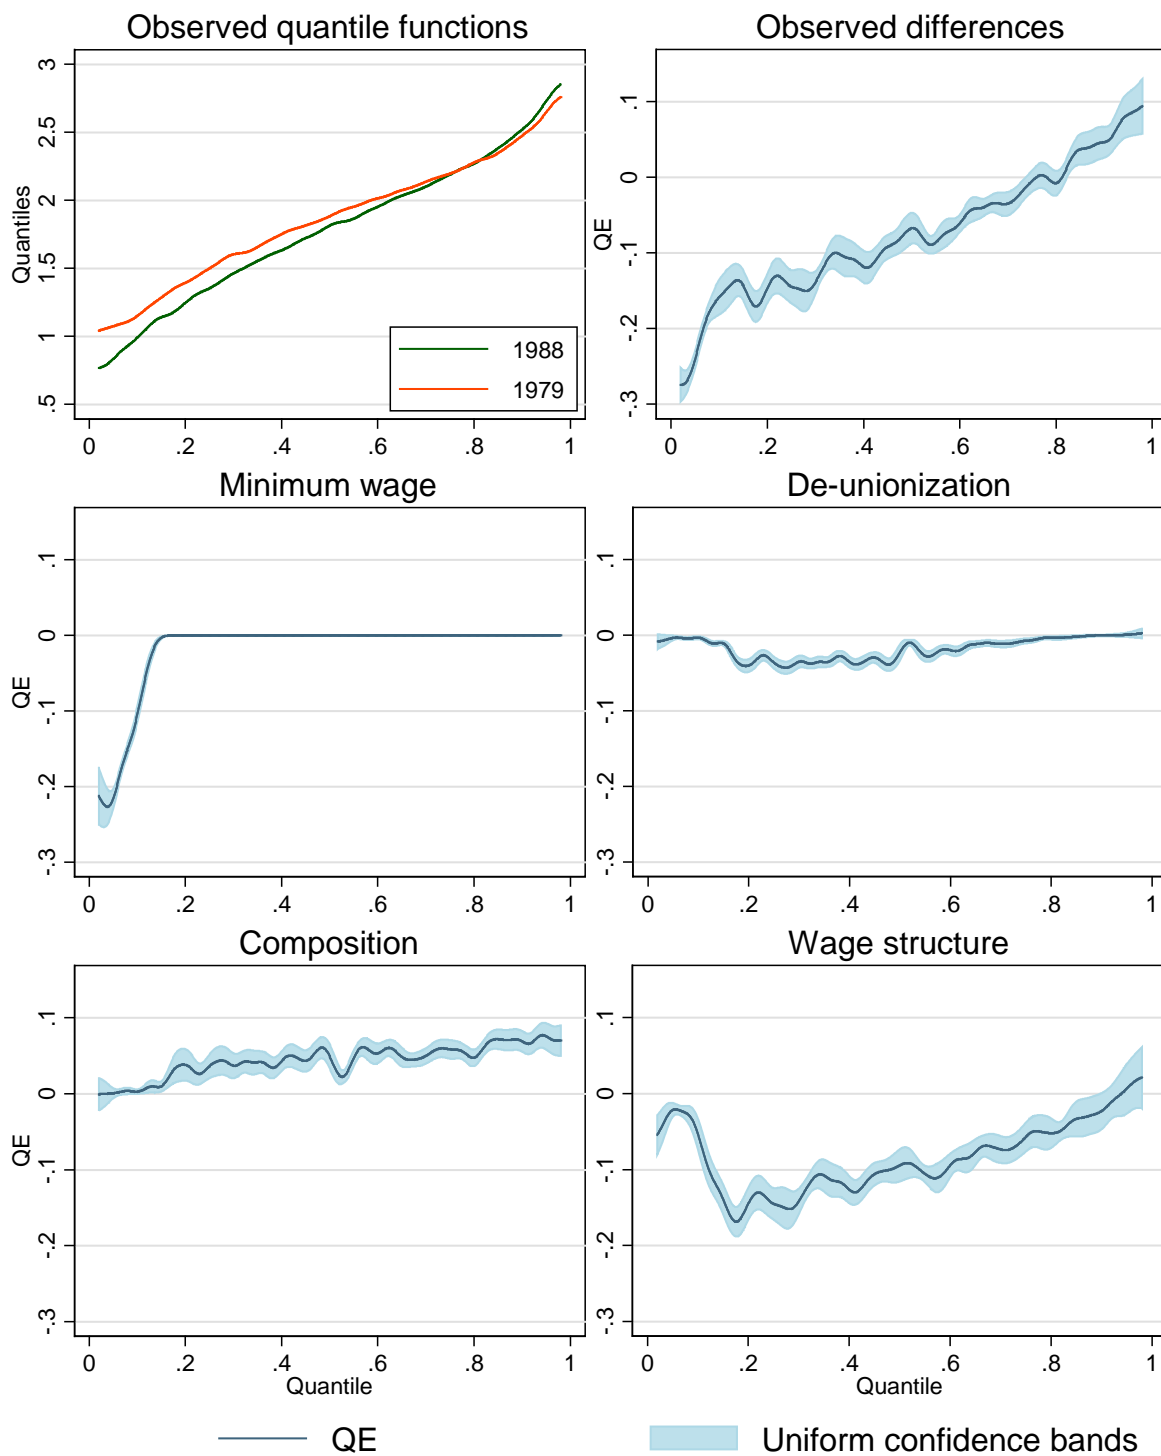 Observed quantile functions
Observed differences
Quantiles
3
2.5
2
1.5
1
.5
1988
1979
0 .2 .4 .6 .8 1
QE
.1
0
-.1
-.2
-.3
0 .2 .4 .6 .8 1
Minimum wage
De-unionization
QE
.1
0
-.1
-.2
-.3
0 .2 .4 .6 .8 1
.1
0
-.1
-.2
-.3
0 .2 .4 .6 .8 1
Composition
Wage structure
QE
.1
0
-.1
-.2
-.3
0 .2 .4 .6 .8 1
Quantile
.1
0
-.1
-.2
-.3
0 .2 .4 .6 .8 1
Quantile
QE
Uniform confidence bands